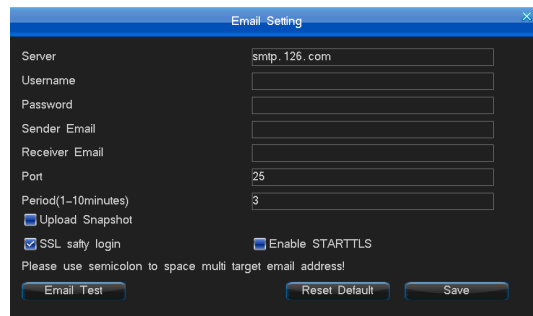 Email Setting
Server smtp.126.com
Username
Password
Sender Email
Receiver Email
Port 25
Period(1-10minutes) 3
Upload Snapshot
SSL safty login Enable STARTTLS
Please use semicolon to space multi target email address!
Email Test Reset Default Save